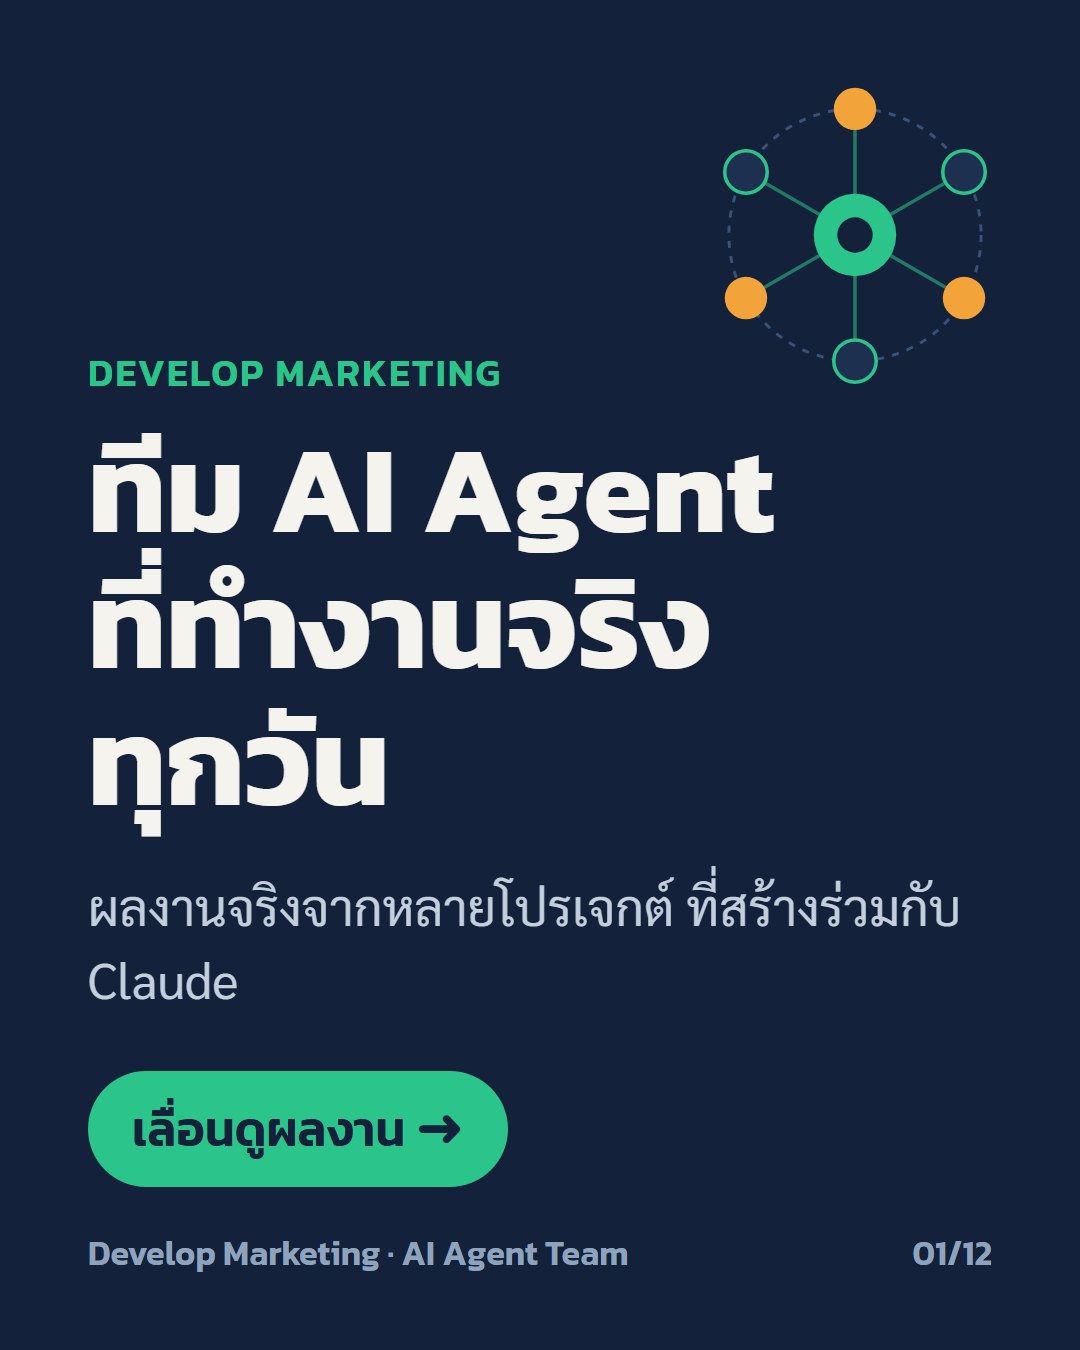 DEVELOP MARKETING
ทีม AI Agent
ที่ทำงานจริง
ทุกวัน
ผลงานจริงจากหลายโปรเจกต์ ที่สร้างร่วมกับ
Claude
เลื่อนดูผลงาน →
Develop Marketing · AI Agent Team
01/12